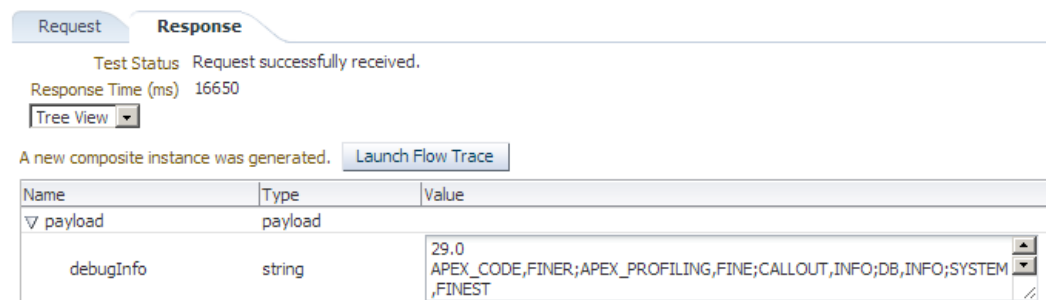 Request Response
Test Status Request successfully received.
Response Time (ms) 16650
Tree View
A new composite instance was generated. Launch Flow Trace
Name Type Value
payload payload
29.0
debugInfo string APEX_CODE,FINER;APEX_PROFILING,FINE;CALLOUT,INFO;DB,INFO;SYSTEM
,FINEST